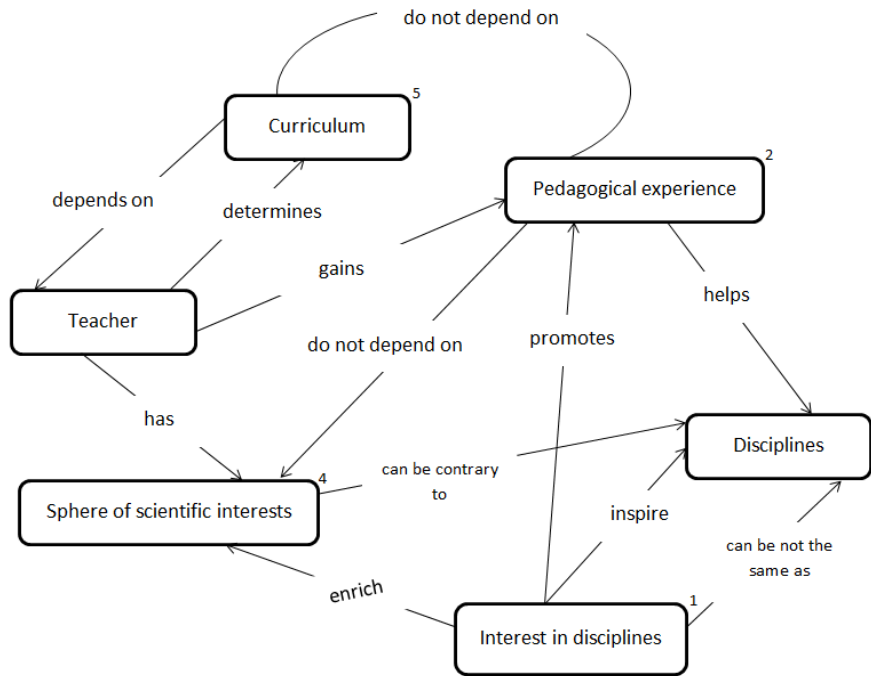 do not depend on
5
Curriculum
2
Pedagogical experience
depends on
determines
gains
helps
Teacher
do not depend on
promotes
has
Disciplines
can be contrary
to
4
Sphere of scientific interests
inspire
can be not the
same as
enrich
1
Interest in disciplines